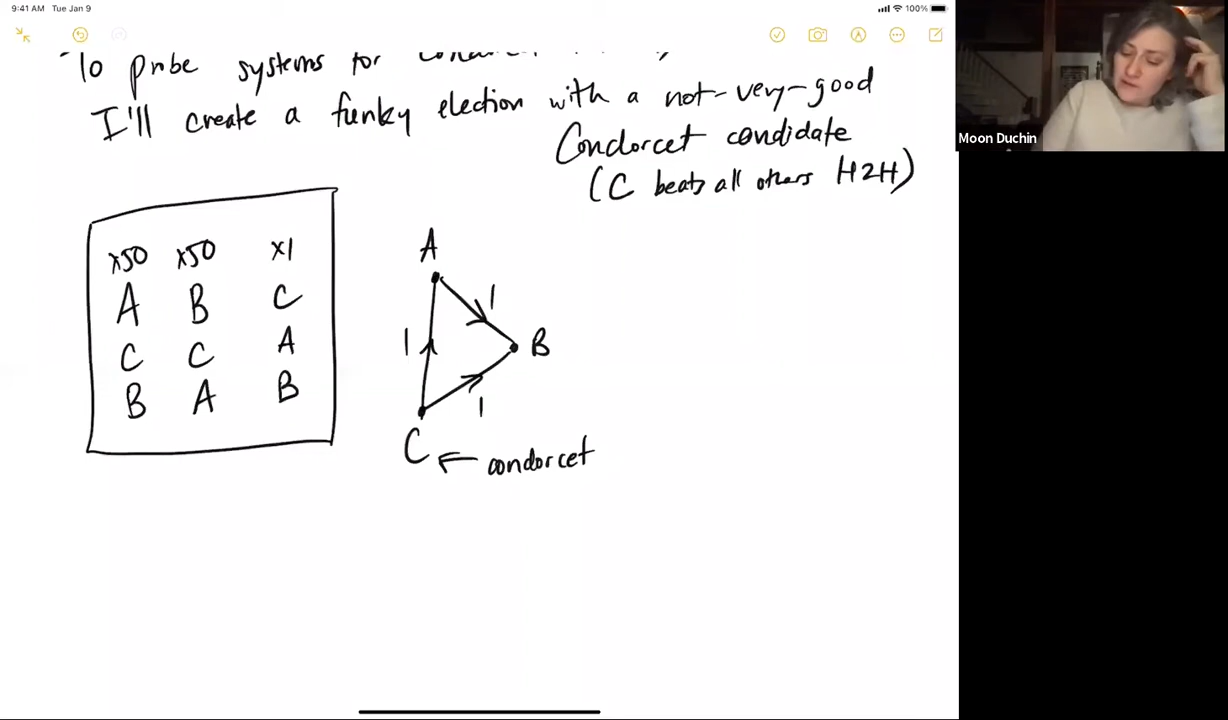 9:41 AM Tue Jan 9
100%
To probe systems for
I'll create a funky election with a not-very-good
Condorcet candidate
(C beats all others H2H)
x50 x50 x1
A B C
C C A
B A B
A
1
B
1
1
C ← condorcet
Moon Duchin